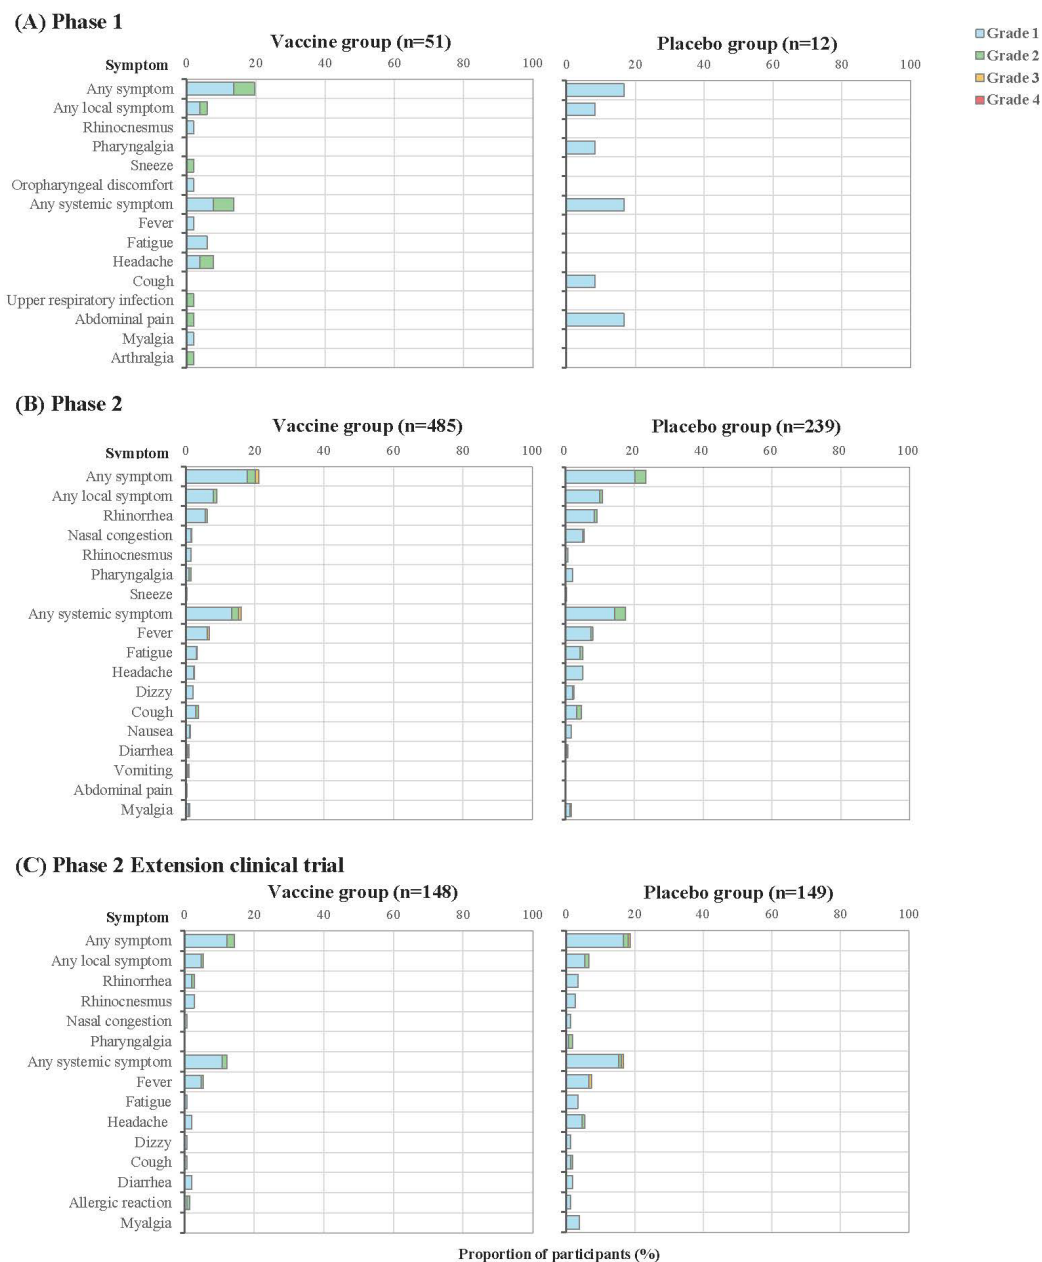 (A) Phase 1
Vaccine group (n=51)
Placebo group (n=12)
Grade 1
Grade 2
Grade 3
Grade 4
Symptom
0 20 40 60 80 100
0 20 40 60 80 100
Any symptom
Any local symptom
Rhinocnesmus
Pharyngalgia
Sneeze
Oropharyngeal discomfort
Any systemic symptom
Fever
Fatigue
Headache
Cough
Upper respiratory infection
Abdominal pain
Myalgia
Arthralgia
(B) Phase 2
Vaccine group (n=485)
Placebo group (n=239)
Symptom
0 20 40 60 80 100
0 20 40 60 80 100
Any symptom
Any local symptom
Rhinorrhea
Nasal congestion
Rhinocnesmus
Pharyngalgia
Sneeze
Any systemic symptom
Fever
Fatigue
Headache
Dizzy
Cough
Nausea
Diarrhea
Vomiting
Abdominal pain
Myalgia
(C) Phase 2 Extension clinical trial
Vaccine group (n=148)
Placebo group (n=149)
Symptom
0 20 40 60 80 100
0 20 40 60 80 100
Any symptom
Any local symptom
Rhinorrhea
Rhinocnesmus
Nasal congestion
Pharyngalgia
Any systemic symptom
Fever
Fatigue
Headache
Dizzy
Cough
Diarrhea
Allergic reaction
Myalgia
Proportion of participants (%)